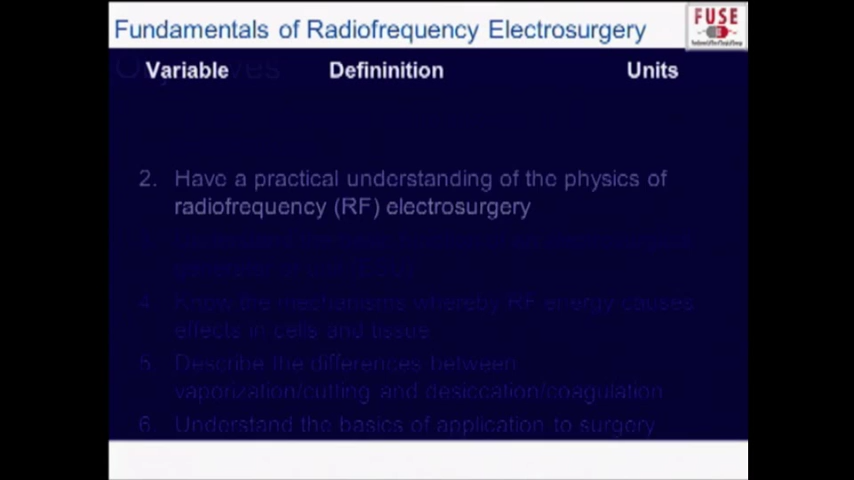 Fundamentals of Radiofrequency Electrosurgery
FUSE
Variable Defininition Units
2. Have a practical understanding of the physics of
radiofrequency (RF) electrosurgery
4. Know the mechanisms whereby RF energy causes
effects in cells and tissue
5. Describe the differences between
vaporization/cutting and desiccation/coagulation
6. Understand the basics of application to surgery